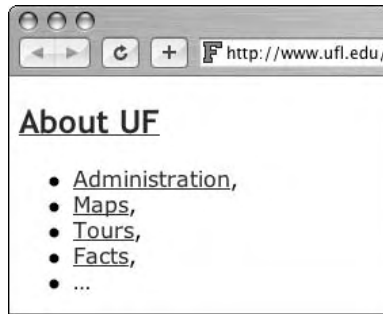 F http://www.ufl.edu/
About UF
• Administration,
• Maps,
• Tours,
• Facts,
• ...